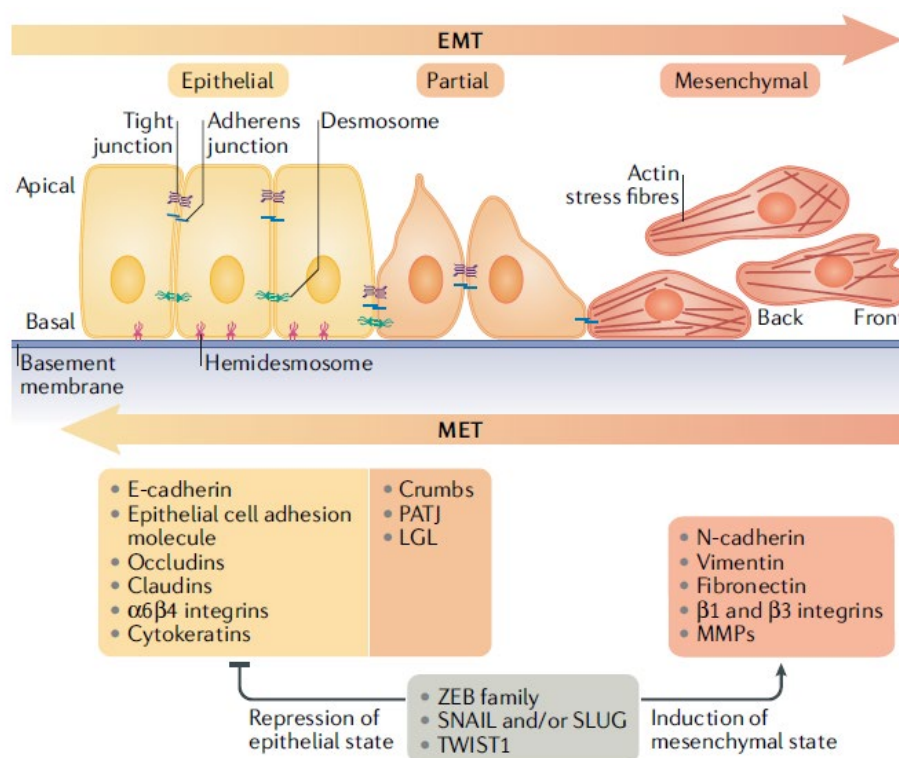 EMT
Epithelial
Partial
Mesenchymal
Tight
junction
Adherens
junction
Desmosome
Apical
Actin
stress fibres
Basal
Back
Front
Basement
membrane
Hemidesmosome
MET
• E-cadherin
• Epithelial cell adhesion
molecule
• Occludins
• Claudins
• α6β4 integrins
• Cytokeratins
• Crumbs
• PATJ
• LGL
• N-cadherin
• Vimentin
• Fibronectin
• β1 and β3 integrins
• MMPs
Repression of
epithelial state
• ZEB family
• SNAIL and/or SLUG
• TWIST1
Induction of
mesenchymal state